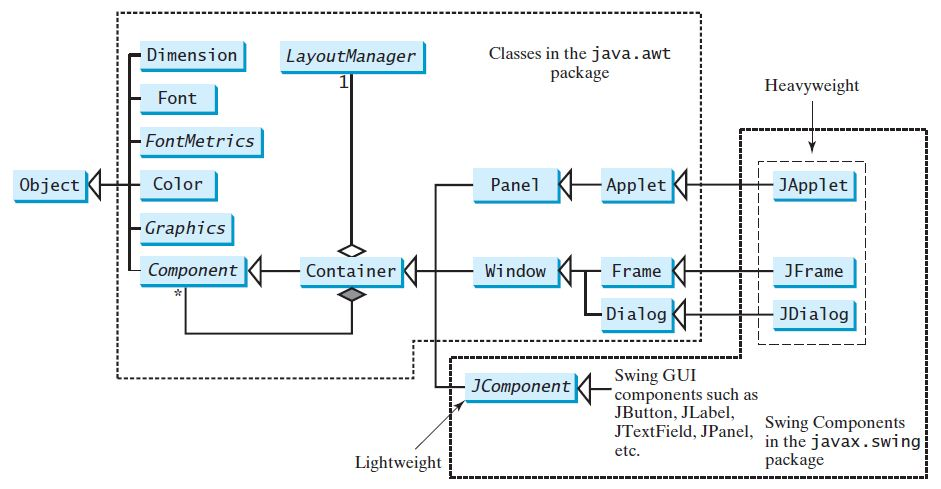 Dimension
LayoutManager
Classes in the java.awt
package
1
Heavyweight
Font
FontMetrics
Object
Color
Panel
Applet
JApplet
Graphics
Component
Container
Window
Frame
JFrame
*
Dialog
JDialog
JComponent
Swing GUI
components such as
JButton, JLabel,
JTextField, JPanel,
etc.
Swing Components
in the javax.swing
package
Lightweight